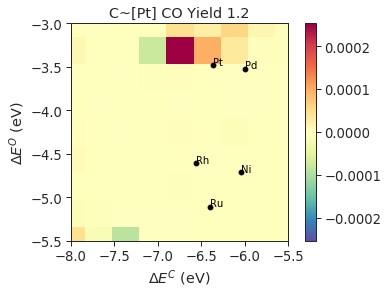 C~[Pt] CO Yield 1.2
−3.0
−3.5
−4.0
−4.5
−5.0
−5.5
ΔE^O (eV)
Pt
Pd
Rh
Ni
Ru
−8.0 −7.5 −7.0 −6.5 −6.0 −5.5
ΔE^C (eV)
0.0002
0.0001
0.0000
−0.0001
−0.0002